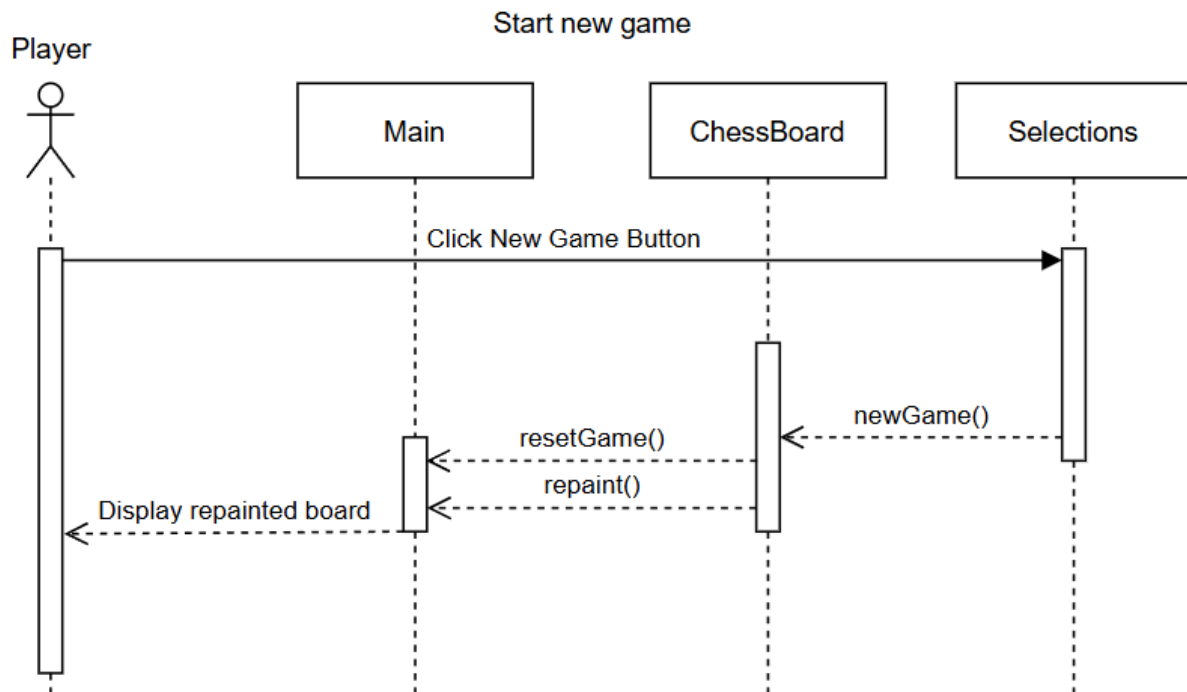 Start new game
Player
Main
ChessBoard
Selections
Click New Game Button
newGame()
resetGame()
repaint()
Display repainted board